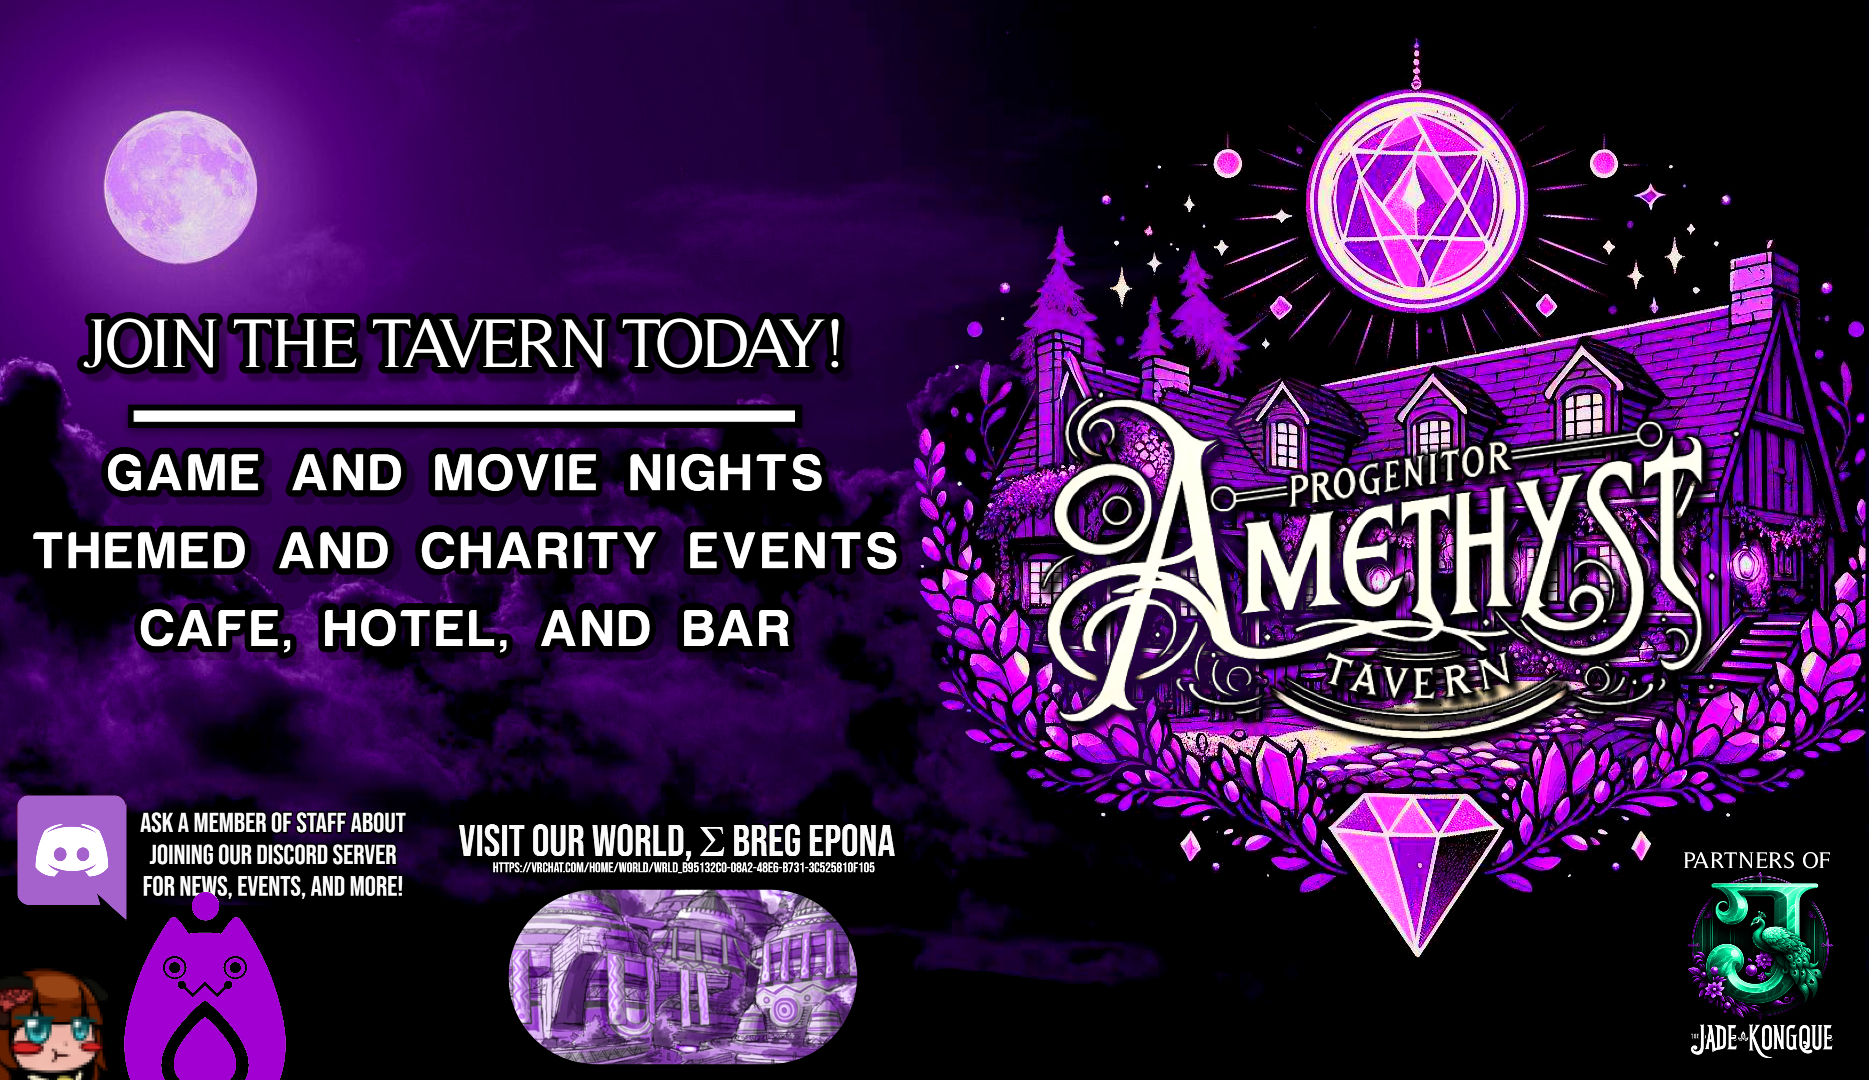 JOIN THE TAVERN TODAY!
GAME AND MOVIE NIGHTS
THEMED AND CHARITY EVENTS
CAFE, HOTEL, AND BAR
ASK A MEMBER OF STAFF ABOUT
JOINING OUR DISCORD SERVER
FOR NEWS, EVENTS, AND MORE!
VISIT OUR WORLD, Σ BREG EPONA
HTTPS://VRCHAT.COM/HOME/WORLD/WRLD_B95132C0-08A2-48E6-B731-3C525810F105
PROGENITOR
AMETHYST
TAVERN
PARTNERS OF
J
THE JADE KONGQUE